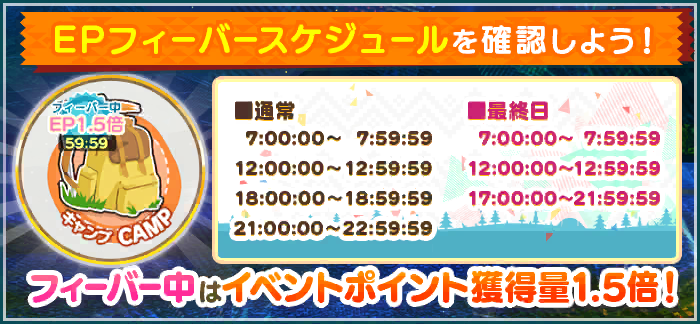 EPフィーバースケジュールを確認しよう!
フィーバー中
EP1.5倍
59:59
キャンプ CAMP
■通常
7:00:00～ 7:59:59
12:00:00～12:59:59
18:00:00～18:59:59
21:00:00～22:59:59
■最終日
7:00:00～ 7:59:59
12:00:00～12:59:59
17:00:00～21:59:59
フィーバー中はイベントポイント獲得量1.5倍!